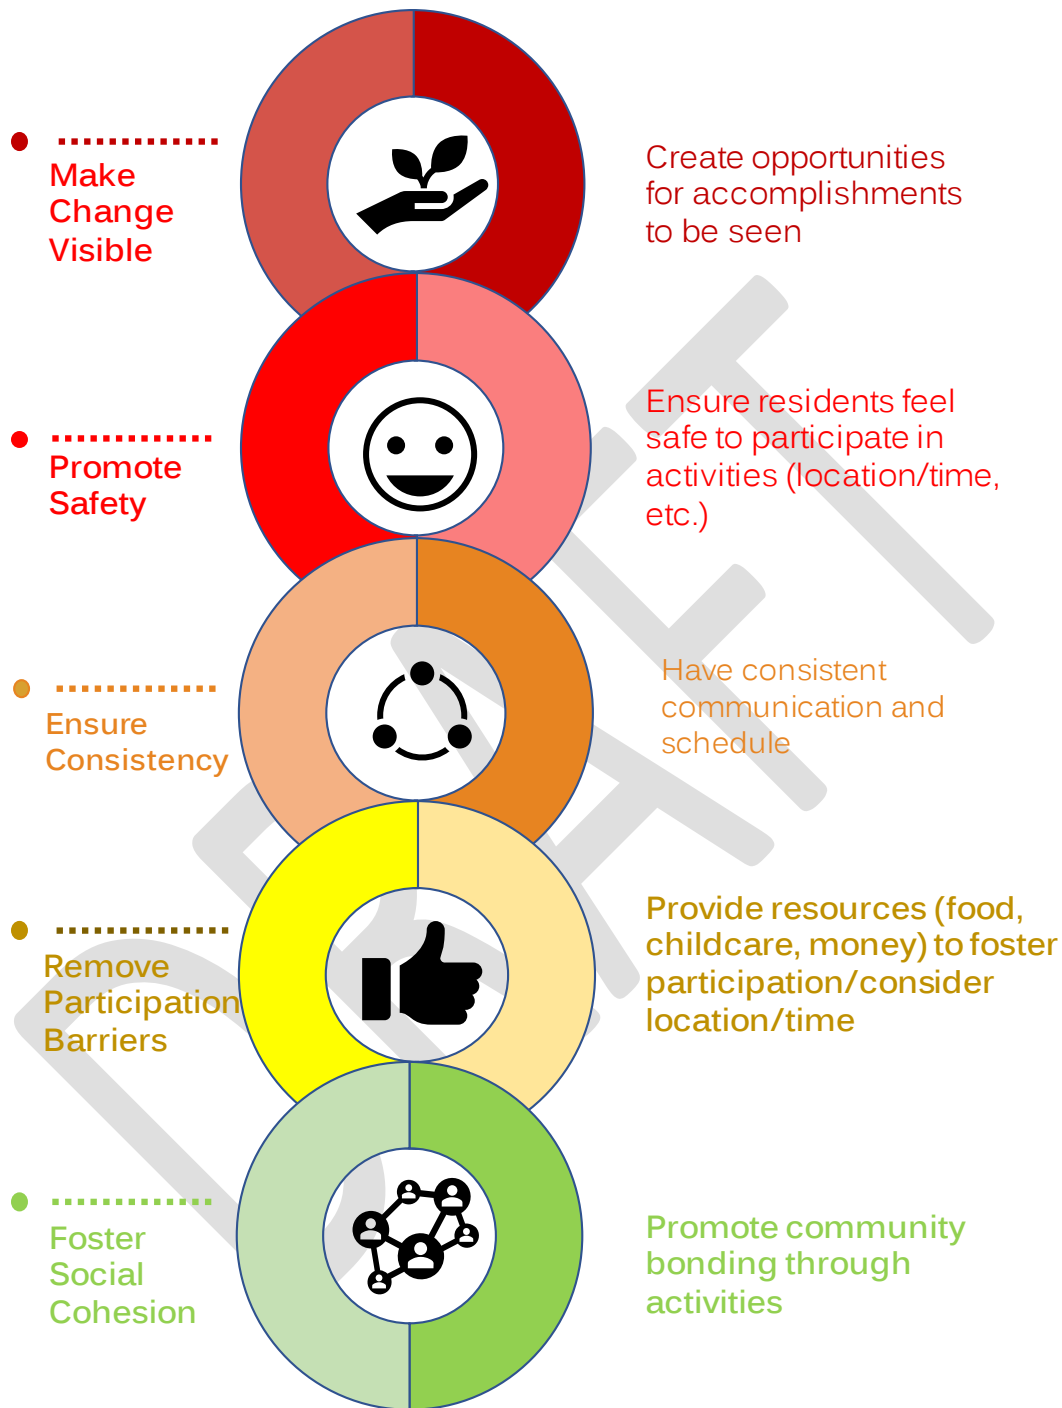 Make
Change
Visible
Create opportunities
for accomplishments
to be seen
Promote
Safety
Ensure residents feel
safe to participate in
activities (location/time,
etc.)
Ensure
Consistency
Have consistent
communication and
schedule
Remove
Participation
Barriers
Provide resources (food,
childcare, money) to foster
participation/consider
location/time
Foster
Social
Cohesion
Promote community
bonding through
activities
DRAFT